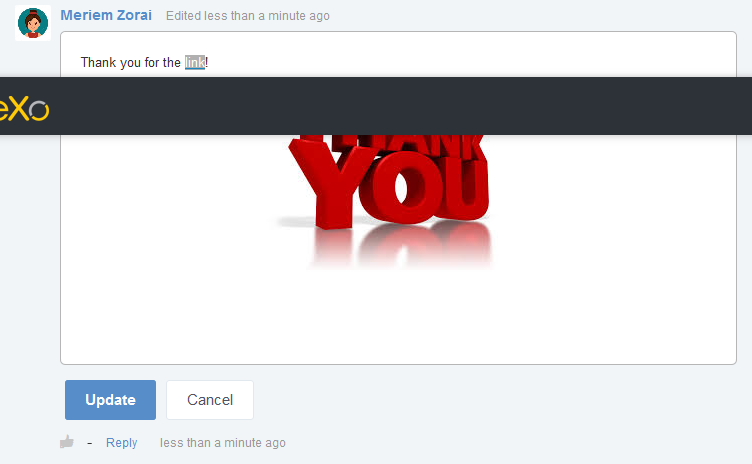 Meriem Zorai Edited less than a minute ago
Thank you for the link!
eXo
THANK
YOU
Update Cancel
- Reply less than a minute ago